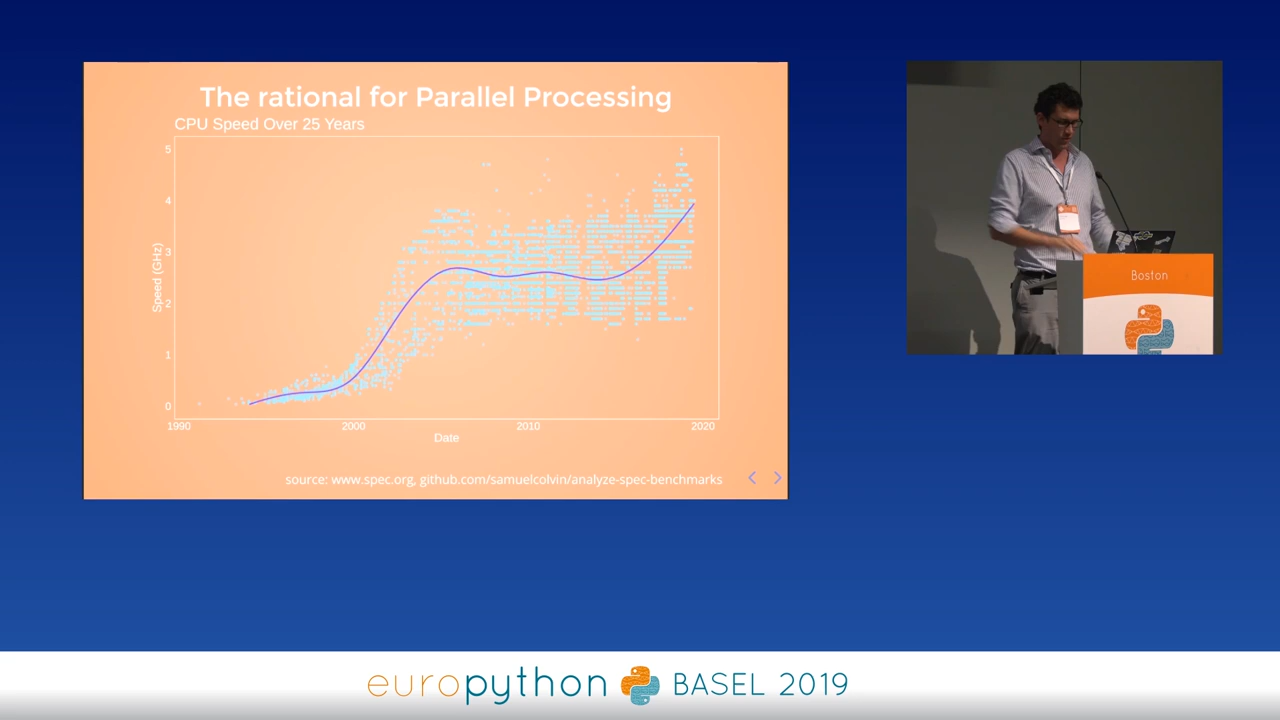 The rational for Parallel Processing
CPU Speed Over 25 Years
5
4
3
2
1
0
Speed (GHz)
1990
2000
2010
2020
Date
source: www.spec.org, github.com/samuelcolvin/analyze-spec-benchmarks
Boston
europython BASEL 2019